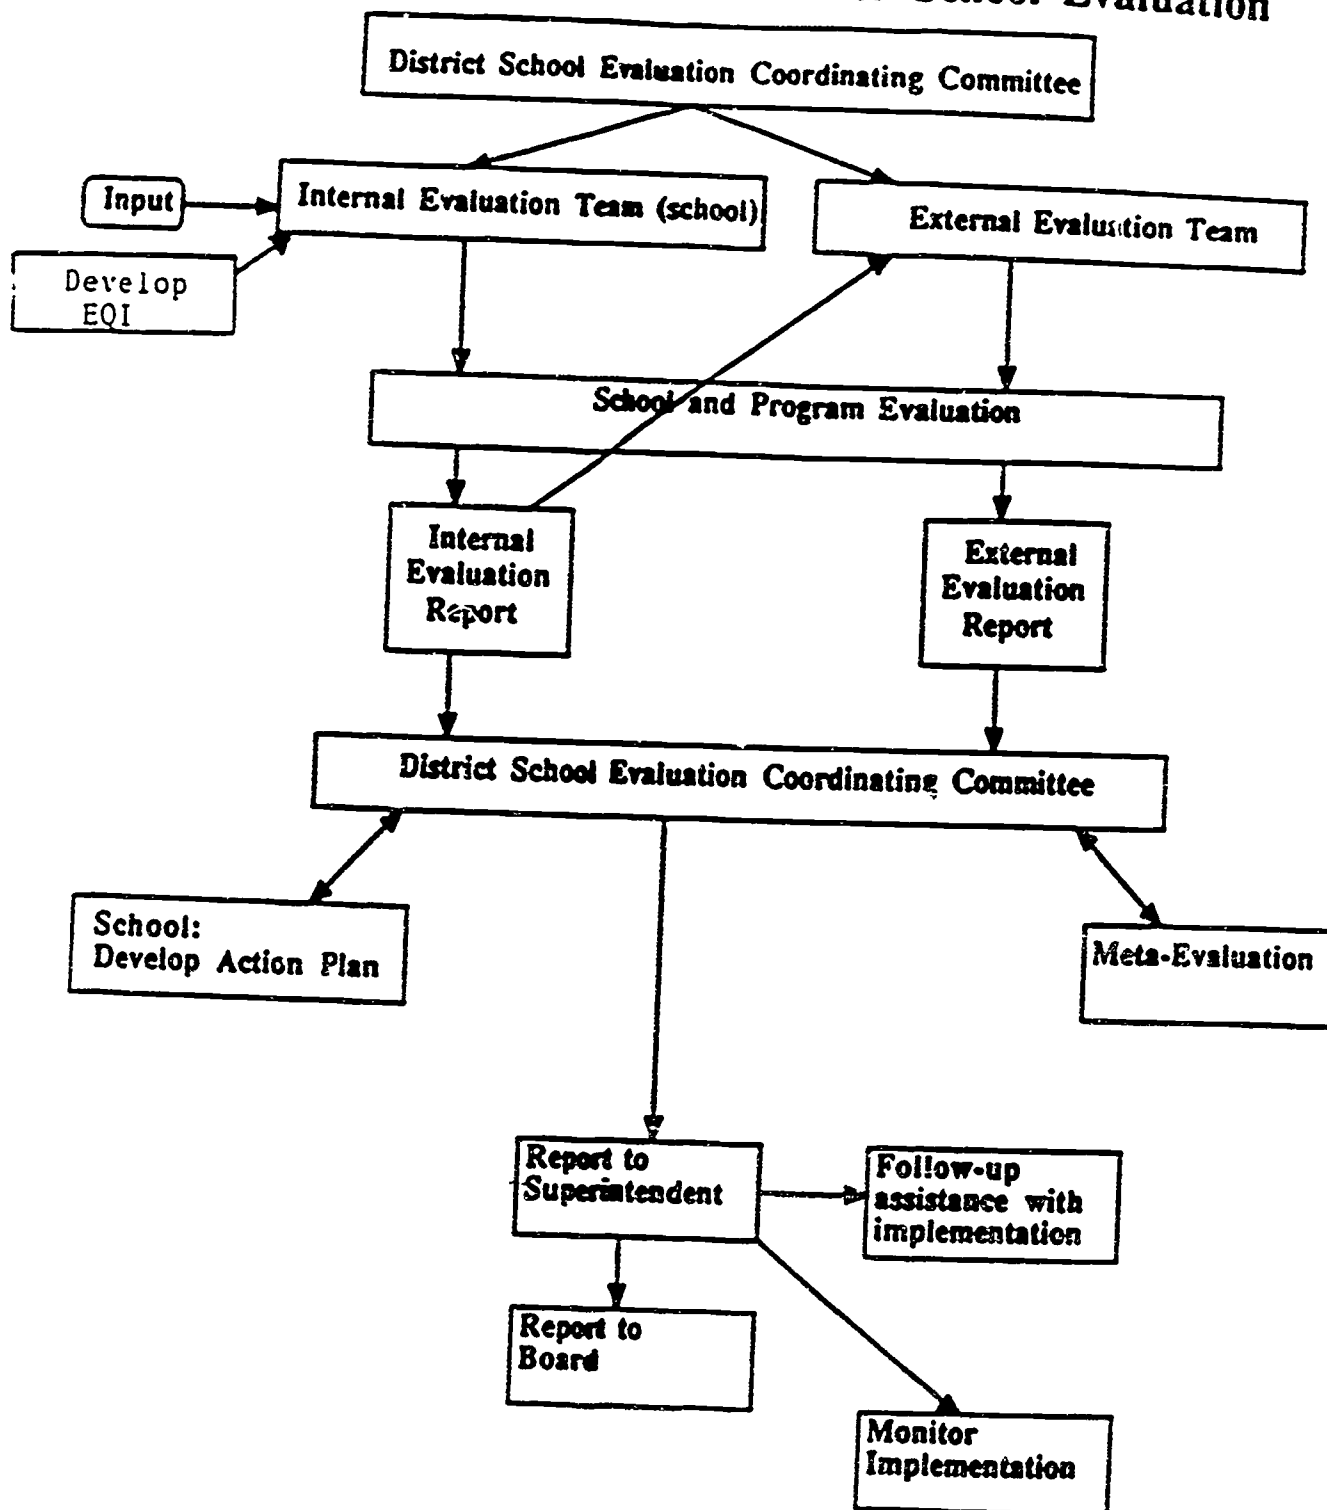 School Evaluation
District School Evaluation Coordinating Committee
Input
Internal Evaluation Team (school)
External Evaluation Team
Develop
EQI
School and Program Evaluation
Internal
Evaluation
Report
External
Evaluation
Report
District School Evaluation Coordinating Committee
School:
Develop Action Plan
Meta-Evaluation
Report to
Superintendent
Follow-up
assistance with
implementation
Report to
Board
Monitor
Implementation